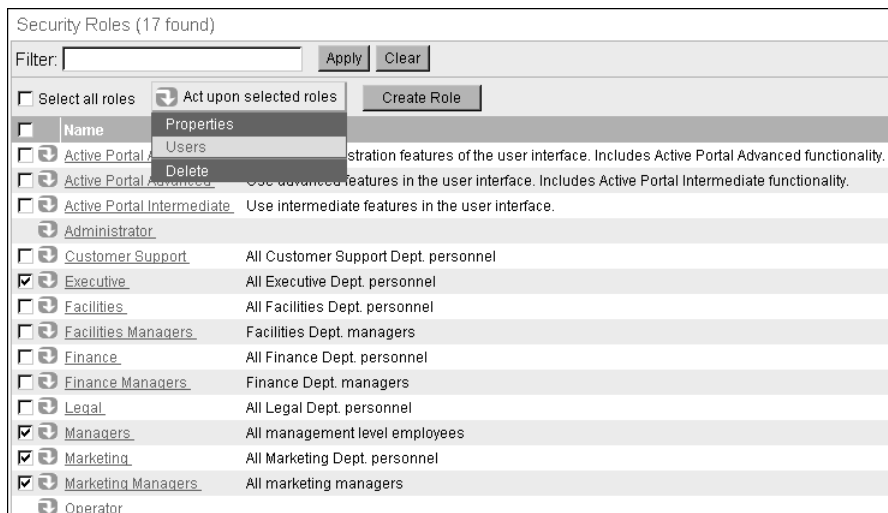 Security Roles (17 found)
Filter: Apply Clear
Select all roles Act upon selected roles Create Role
Name Properties
Users
Delete
Active Portal stration features of the user interface. Includes Active Portal Advanced functionality.
Active Portal Advanced Use advanced features in the user interface. Includes Active Portal Intermediate functionality.
Active Portal Intermediate Use intermediate features in the user interface.
Administrator
Customer Support All Customer Support Dept. personnel
Executive All Executive Dept. personnel
Facilities All Facilities Dept. personnel
Facilities Managers Facilities Dept. managers
Finance All Finance Dept. personnel
Finance Managers Finance Dept. managers
Legal All Legal Dept. personnel
Managers All management level employees
Marketing All Marketing Dept. personnel
Marketing Managers All marketing managers
Operator